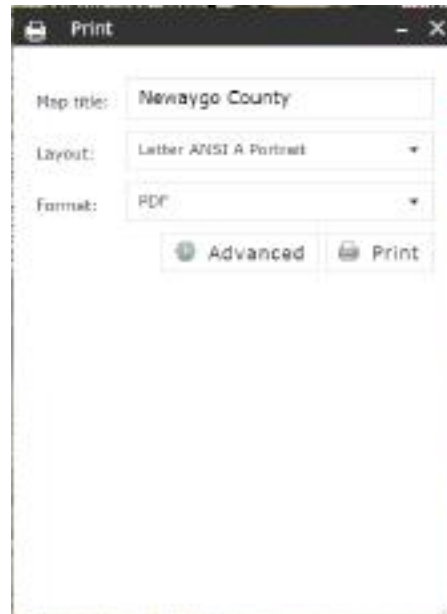 Print
Map title: Newaygo County
Layout: Letter ANSI A Portrait
Format: PDF
Advanced Print